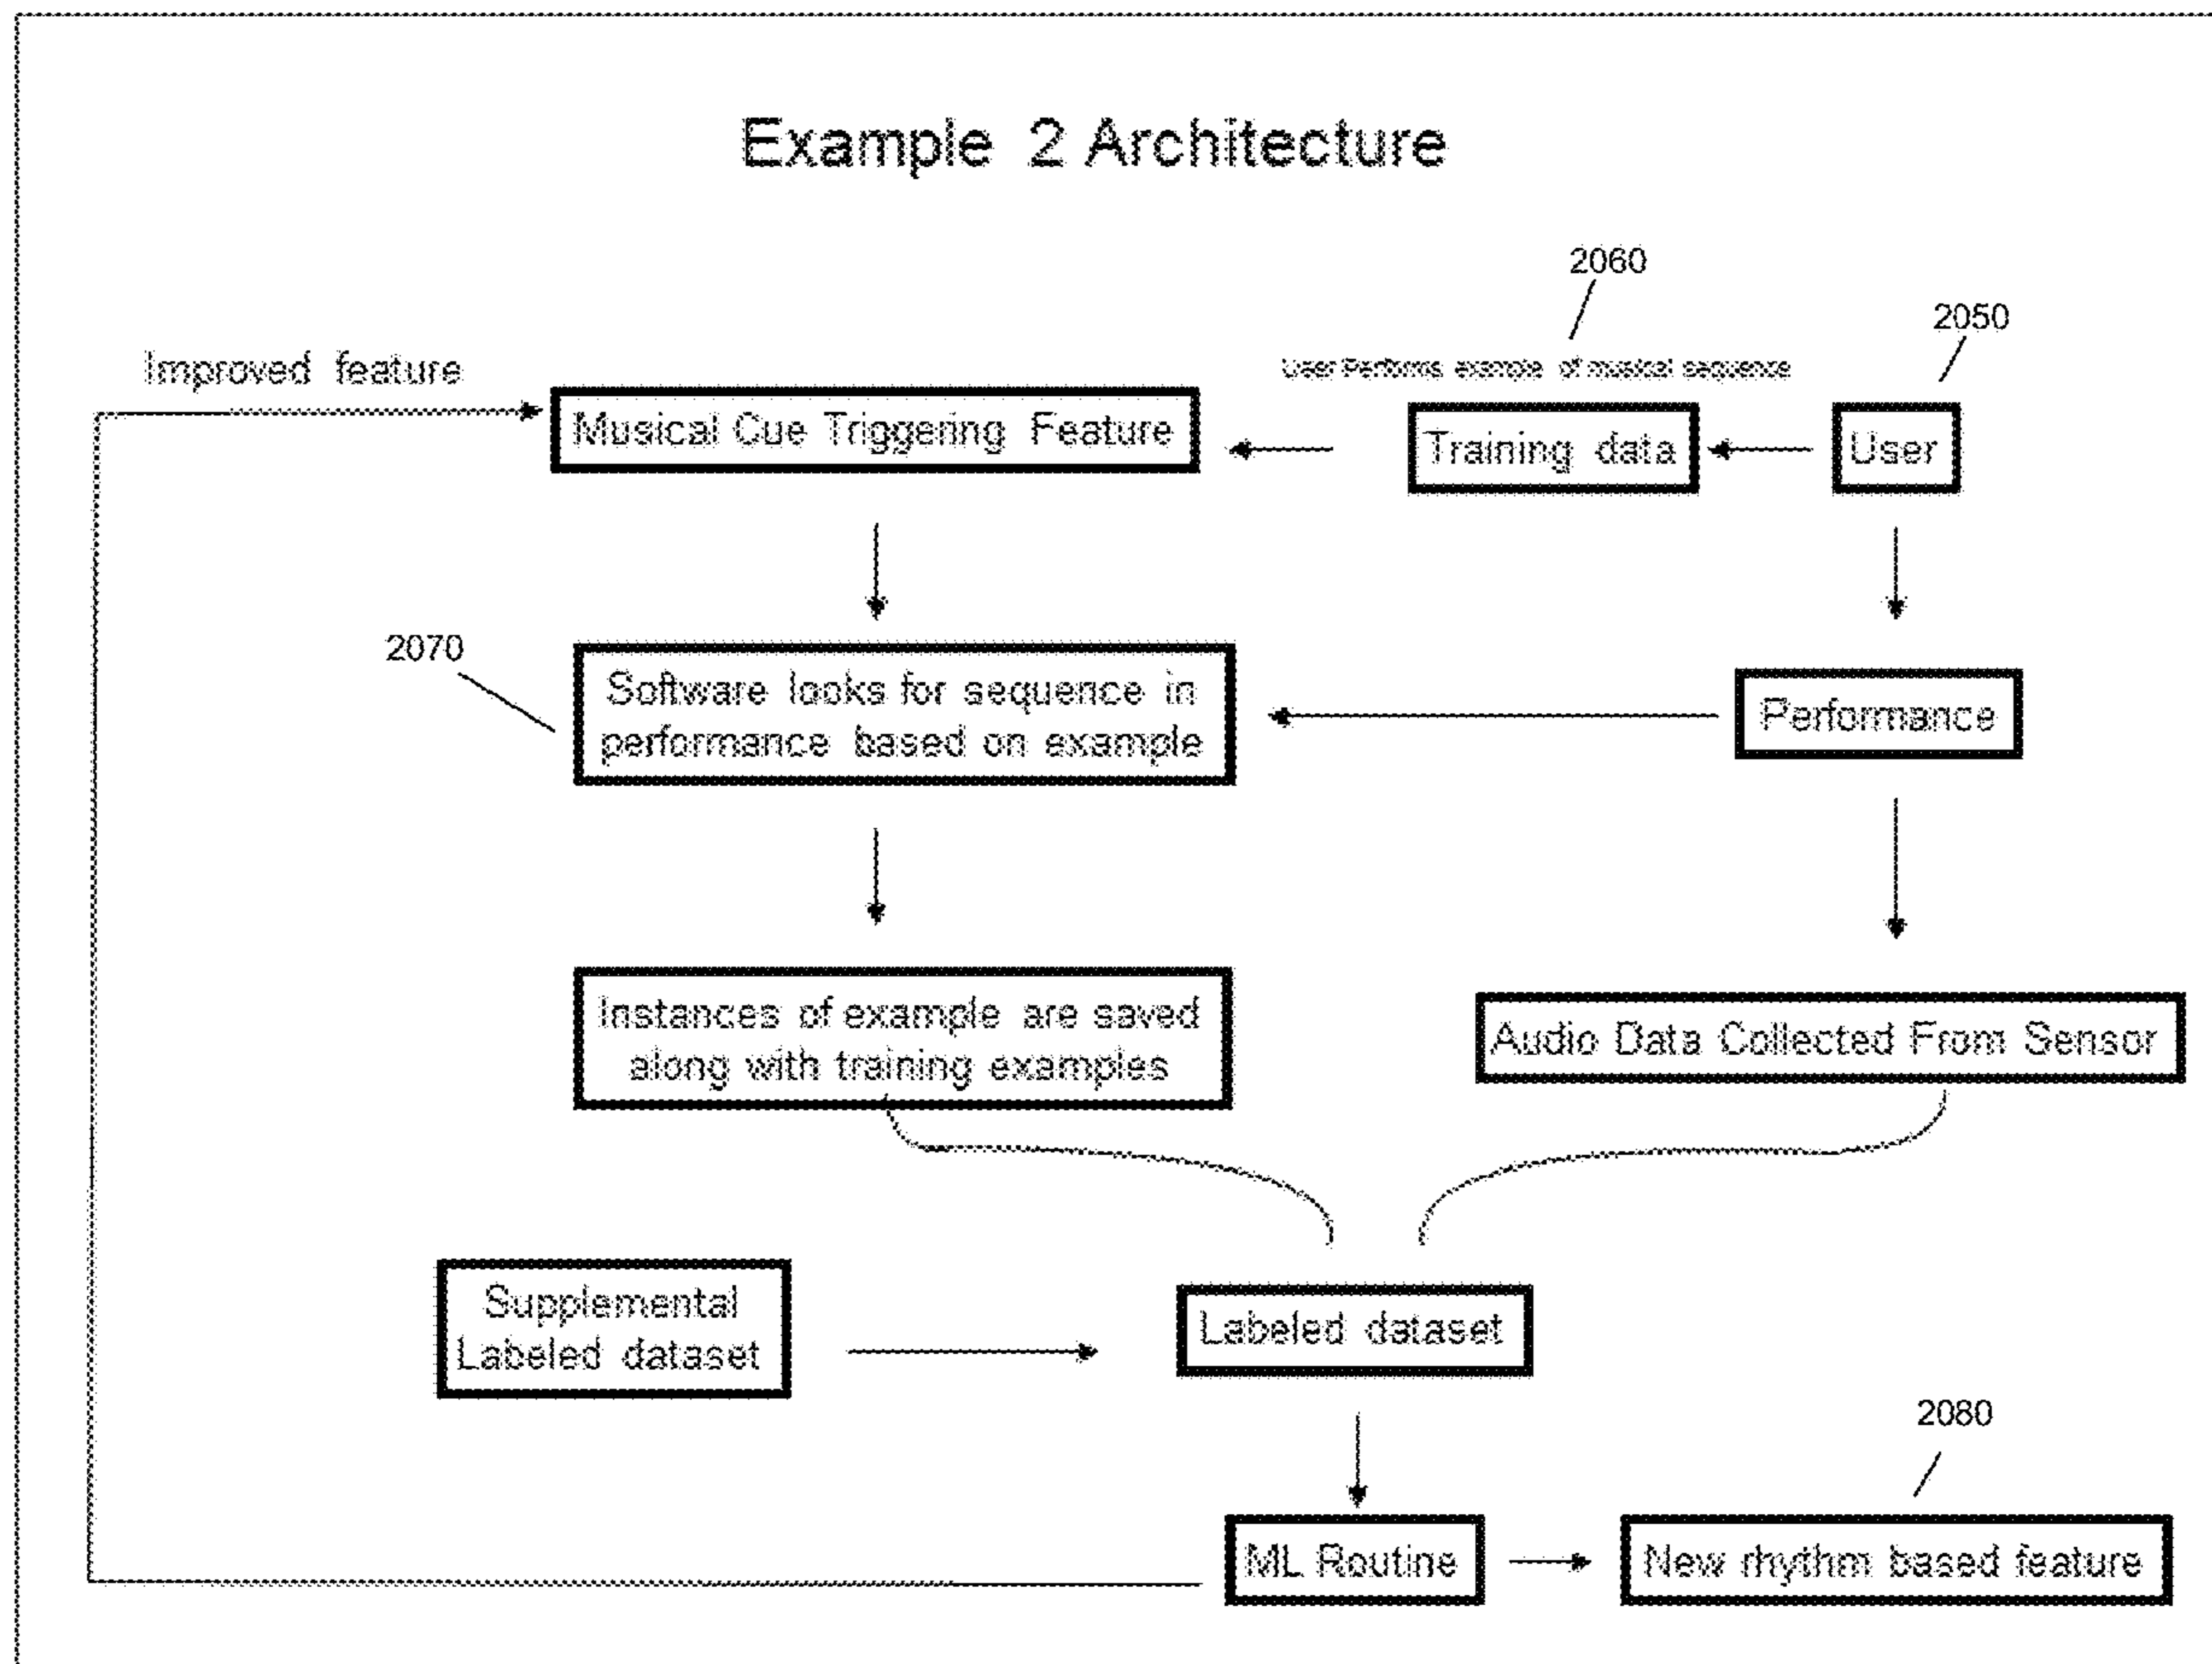 Example 2 Architecture
2060
2050
Improved feature
User Performs example of musical sequence
Musical Cue Triggering Feature
Training data
User
2070
Software looks for sequence in
performance based on example
Performance
Instances of example are saved
along with training examples
Audio Data Collected From Sensor
Supplemental
Labeled dataset
Labeled dataset
2080
ML Routine
New rhythm based feature